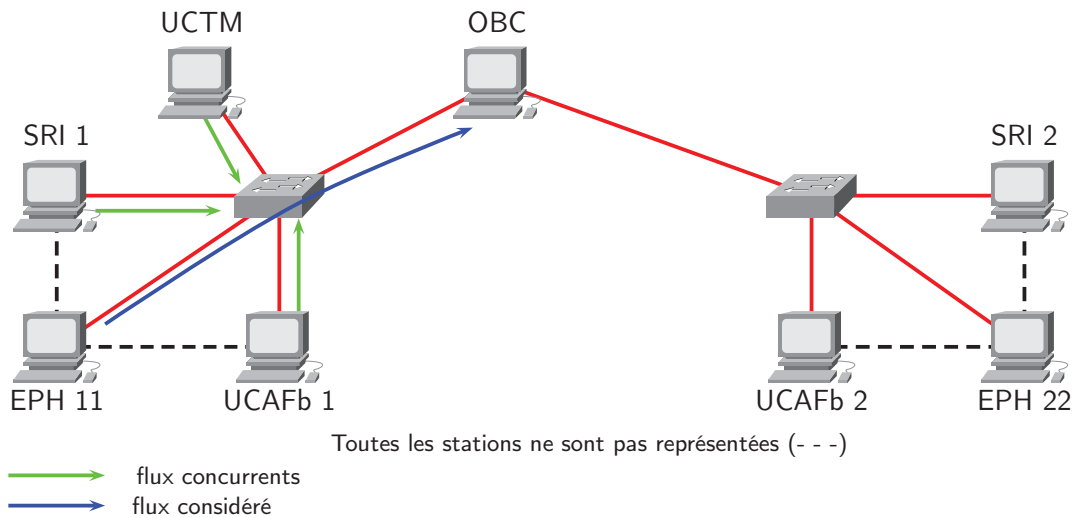 UCTM
OBC
SRI 1
SRI 2
EPH 11
UCAFb 1
UCAFb 2
EPH 22
Toutes les stations ne sont pas représentées (- - -)
flux concurrents
flux considéré